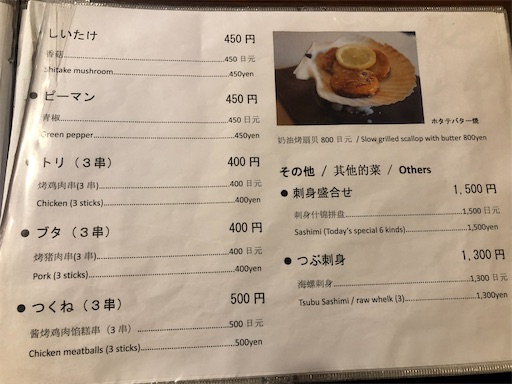 しいたけ 450 円
香菇 450 日元
Shitake mushroom 450yen
● ピーマン 450 円
青椒 450 日元
Green pepper 450yen
● トリ（３串） 400 円
烤鸡肉串(3 串) 400 日元
Chicken (3 sticks) 400yen
● ブタ（３串） 400 円
烤猪肉串(3 串) 400 日元
Pork (3 sticks) 400yen
● つくね（３串） 500 円
酱烤鸡肉馅糕串（3 串） 500 日元
Chicken meatballs (3 sticks) 500yen
ホタテバター焼
奶油烤扇贝 800 日元 / Slow grilled scallop with butter 800yen
その他 / 其他的菜 / Others
● 刺身盛合せ 1,500 円
刺身什锦拼盘 1,500 日元
Sashimi (Today's special 6 kinds) 1,500yen
● つぶ刺身 1,300 円
海螺刺身 1,300 日元
Tsubu Sashimi / raw whelk (3) 1,300yen